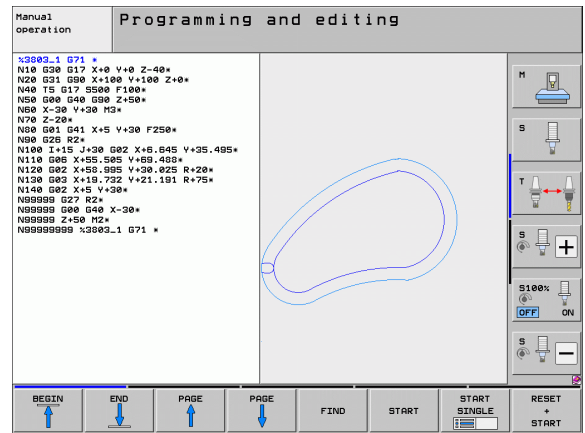 Manual
operation
Programming and editing
%3803_1 G71 *
N10 G30 G17 X+0 Y+0 Z-40*
N20 G31 G90 X+100 Y+100 Z+0*
N40 T5 G17 S500 F100*
N50 G00 G40 G90 Z+50*
N60 X-30 Y+30 M3*
N70 Z-20*
N80 G01 G41 X+5 Y+30 F250*
N90 G26 R2*
N100 I+15 J+30 G02 X+6.645 Y+35.495*
N110 G06 X+55.505 Y+69.488*
N120 G02 X+58.995 Y+30.025 R+20*
N130 G03 X+19.732 Y+21.191 R+75*
N140 G02 X+5 Y+30*
N99999 G27 R2*
N99999 G00 G40 X-30*
N99999 Z+50 M2*
N99999999 %3803_1 G71 *
M
S
T
S
+
S100%
OFF ON
S
−
BEGIN
END
PAGE
PAGE
FIND
START
START
SINGLE
RESET
+
START